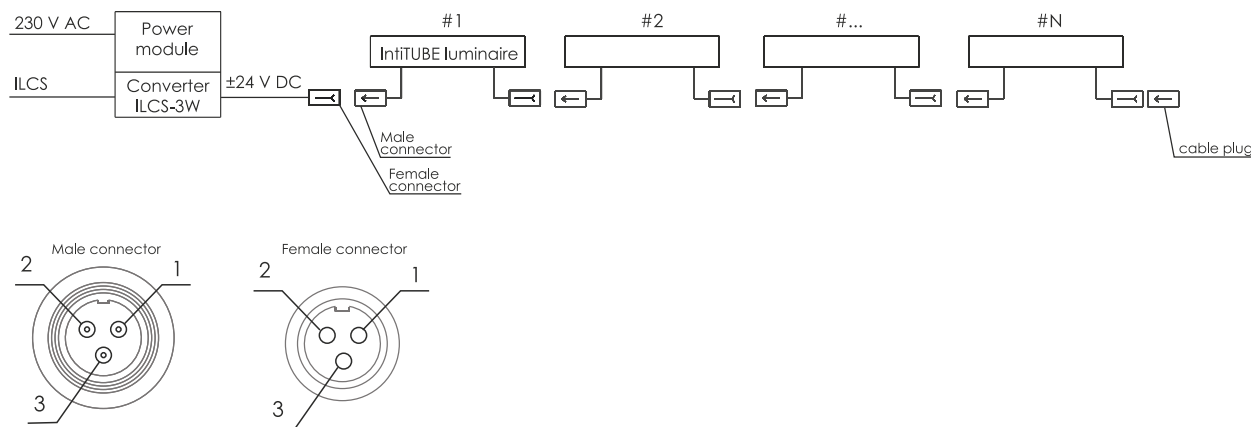 #1
#2
#...
#N
230 V AC
Power
module
IntiTUBE luminaire
ILCS
Converter
ILCS-3W
±24 V DC
Male
connector
Female
connector
cable plug
Male connector
2
1
3
Female connector
2
1
3